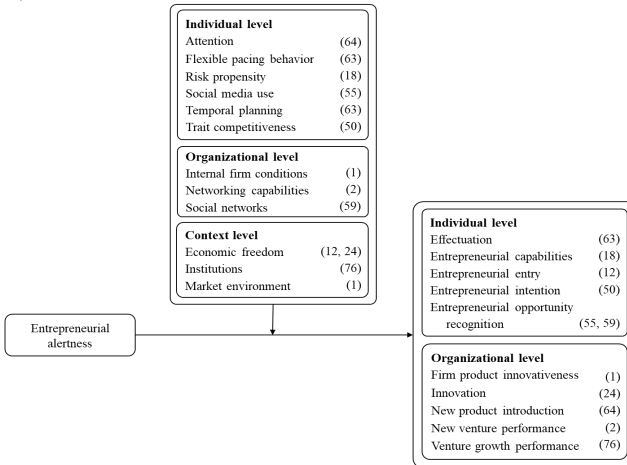 Individual level
Attention (64)
Flexible pacing behavior (63)
Risk propensity (18)
Social media use (55)
Temporal planning (63)
Trait competitiveness (50)
Organizational level
Internal firm conditions (1)
Networking capabilities (2)
Social networks (59)
Context level
Economic freedom (12, 24)
Institutions (76)
Market environment (1)
Entrepreneurial
alertness
Individual level
Effectuation (63)
Entrepreneurial capabilities (18)
Entrepreneurial entry (12)
Entrepreneurial intention (50)
Entrepreneurial opportunity
recognition (55, 59)
Organizational level
Firm product innovativeness (1)
Innovation (24)
New product introduction (64)
New venture performance (2)
Venture growth performance (76)